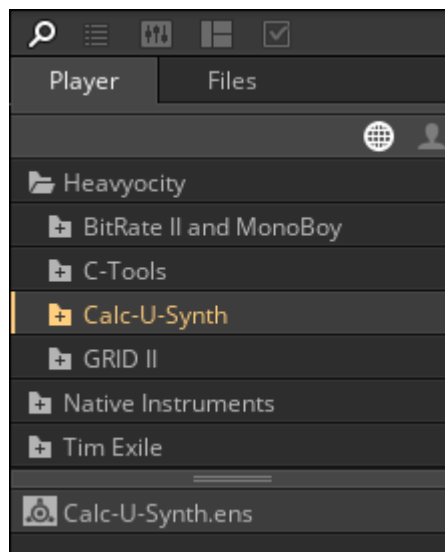 Player Files
Heavyocity
BitRate II and MonoBoy
C-Tools
Calc-U-Synth
GRID II
Native Instruments
Tim Exile
Calc-U-Synth.ens